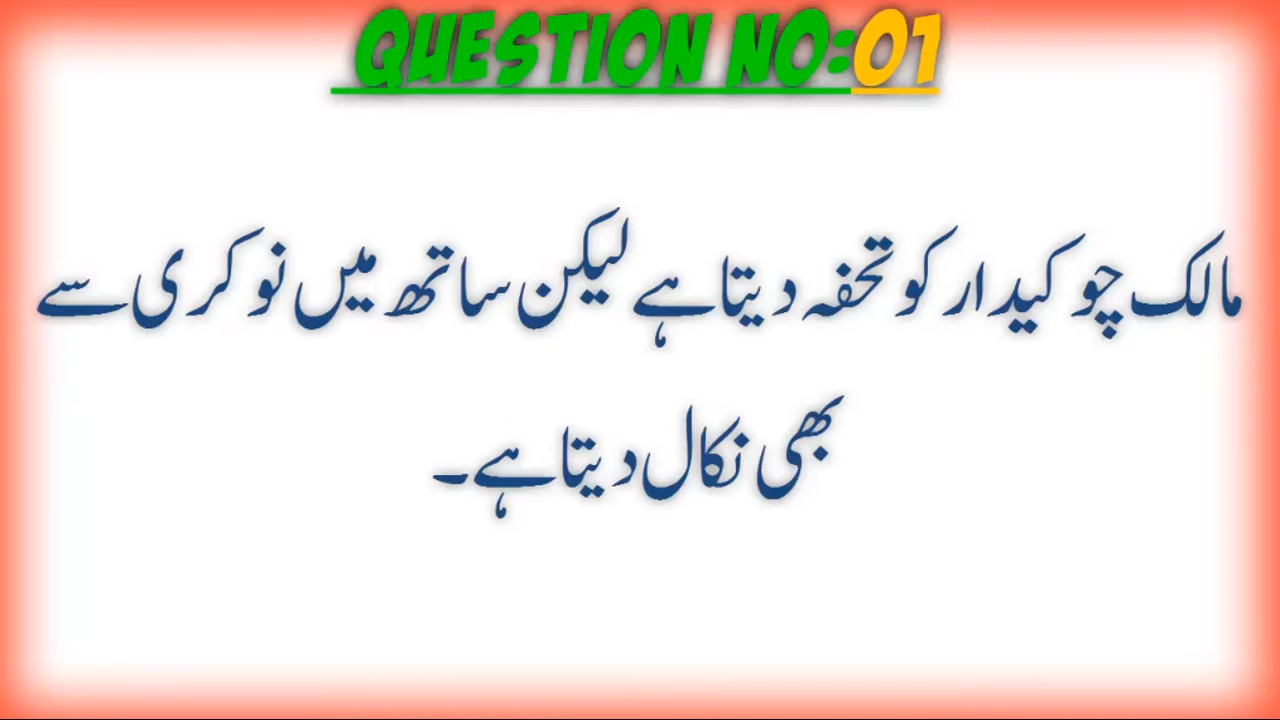 QUESTION NO:01
مالک چوکیدار کو تحفہ دیتا ہے لیکن ساتھ میں نوکری سے
بھی نکال دیتا ہے۔